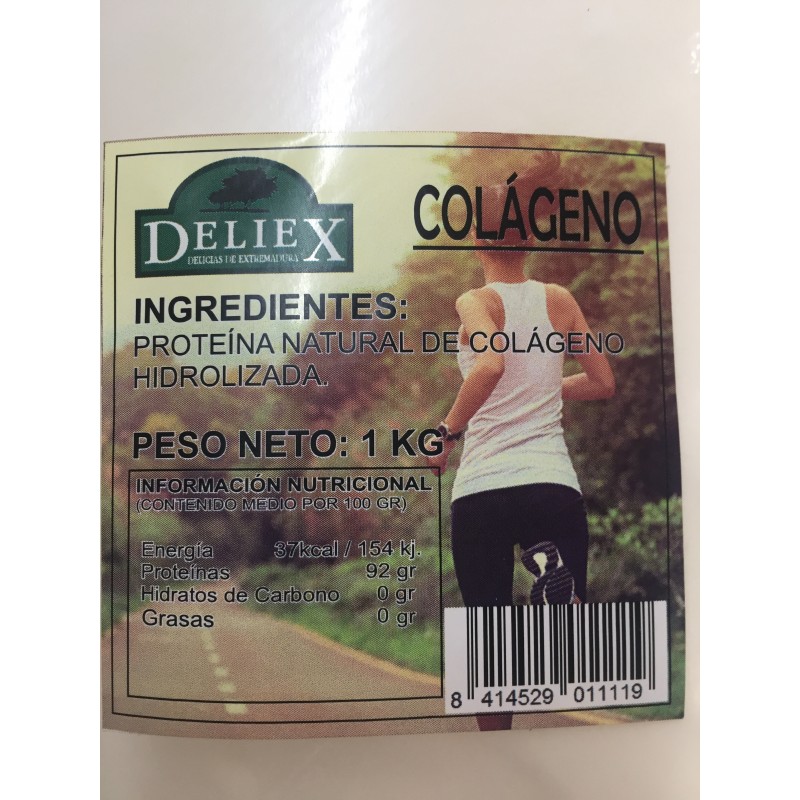 DELIEX
DELICIAS DE EXTREMADURA
COLÁGENO
INGREDIENTES:
PROTEÍNA NATURAL DE COLÁGENO
HIDROLIZADA.
PESO NETO: 1 KG
INFORMACIÓN NUTRICIONAL
(CONTENIDO MEDIO POR 100 GR)
Energía 37kcal / 154 kj.
Proteínas 92 gr
Hidratos de Carbono 0 gr
Grasas 0 gr
8 414529 011119